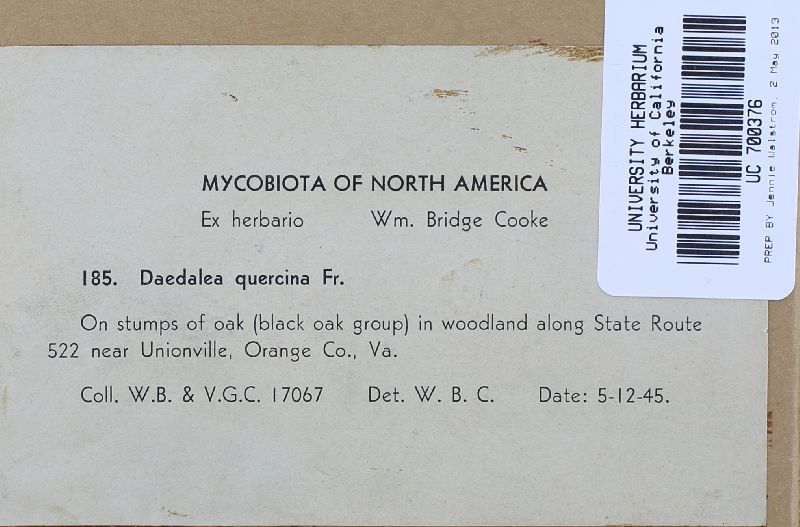 MYCOBIOTA OF NORTH AMERICA
Ex herbario Wm. Bridge Cooke
185. Daedalea quercina Fr.
On stumps of oak (black oak group) in woodland along State Route
522 near Unionville, Orange Co., Va.
Coll. W.B. & V.G.C. 17067 Det. W. B. C. Date: 5-12-45.
UNIVERSITY HERBARIUM
University of California
Berkeley
UC 700376
PREP BY Jennie Walstrom, 2 May 2013